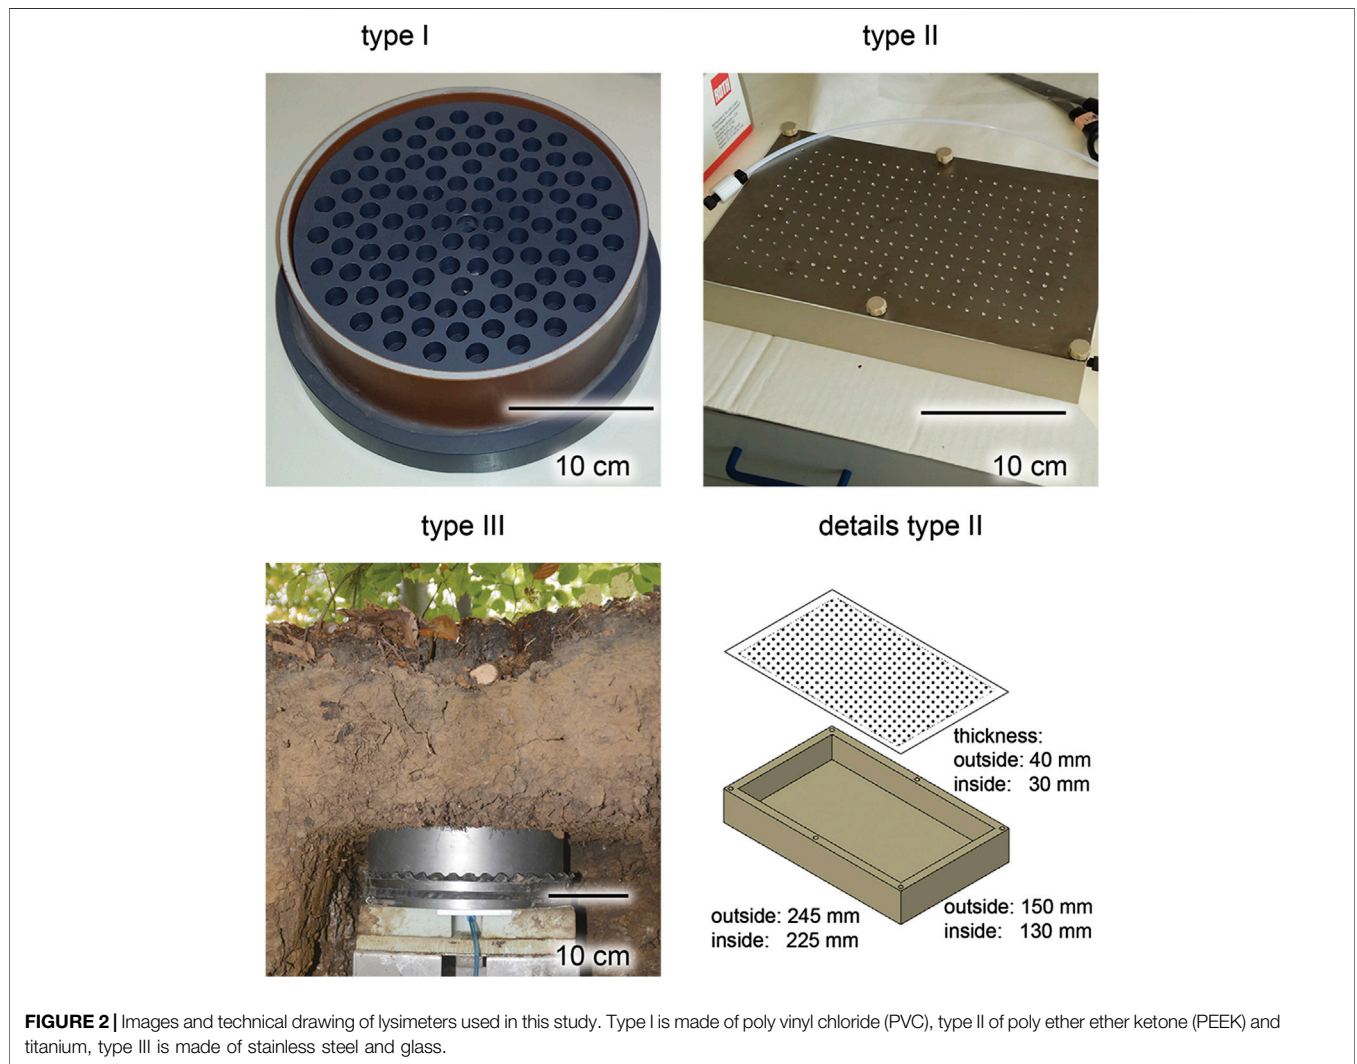 type I
type II
ROTH
10 cm
10 cm
type III
details type II
10 cm
thickness:
outside: 40 mm
inside: 30 mm
outside: 245 mm
inside: 225 mm
outside: 150 mm
inside: 130 mm
FIGURE 2 | Images and technical drawing of lysimeters used in this study. Type I is made of poly vinyl chloride (PVC), type II of poly ether ether ketone (PEEK) and
titanium, type III is made of stainless steel and glass.